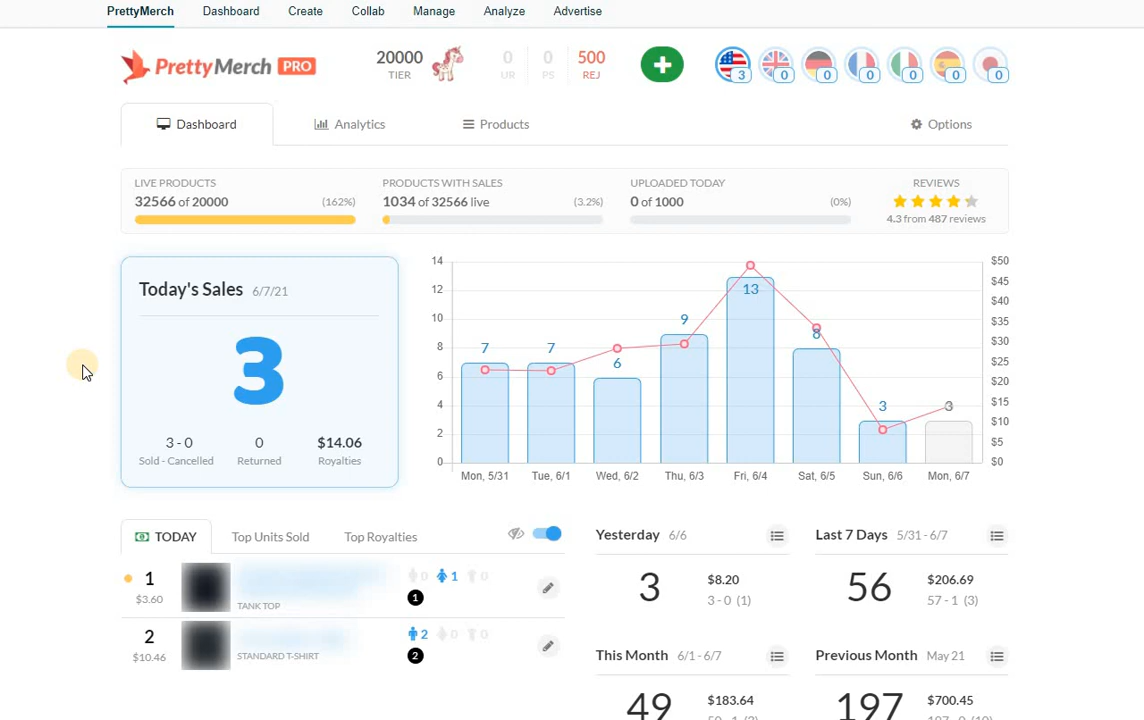 PrettyMerch Dashboard Create Collab Manage Analyze Advertise
PrettyMerch PRO
20000
TIER
0
UR
0
PS
500
REJ
3 0 0 0 0 0 0
Dashboard Analytics Products Options
LIVE PRODUCTS
32566 of 20000 (162%)
PRODUCTS WITH SALES
1034 of 32566 live (3.2%)
UPLOADED TODAY
0 of 1000 (0%)
REVIEWS
4.3 from 487 reviews
Today's Sales 6/7/21
3
3 - 0
Sold - Cancelled
0
Returned
$14.06
Royalties
14
12
10
8
6
4
2
0
7 7 6 9 13 8 3 3
$50
$45
$40
$35
$30
$25
$20
$15
$10
$5
$0
Mon, 5/31 Tue, 6/1 Wed, 6/2 Thu, 6/3 Fri, 6/4 Sat, 6/5 Sun, 6/6 Mon, 6/7
TODAY Top Units Sold Top Royalties
1
$3.60
TANK TOP
0 1 0
1
2
$10.46
STANDARD T-SHIRT
2 0 0
2
Yesterday 6/6
3
$8.20
3 - 0 (1)
Last 7 Days 5/31 - 6/7
56
$206.69
57 - 1 (3)
This Month 6/1 - 6/7
49
$183.64
Previous Month May 21
197
$700.45